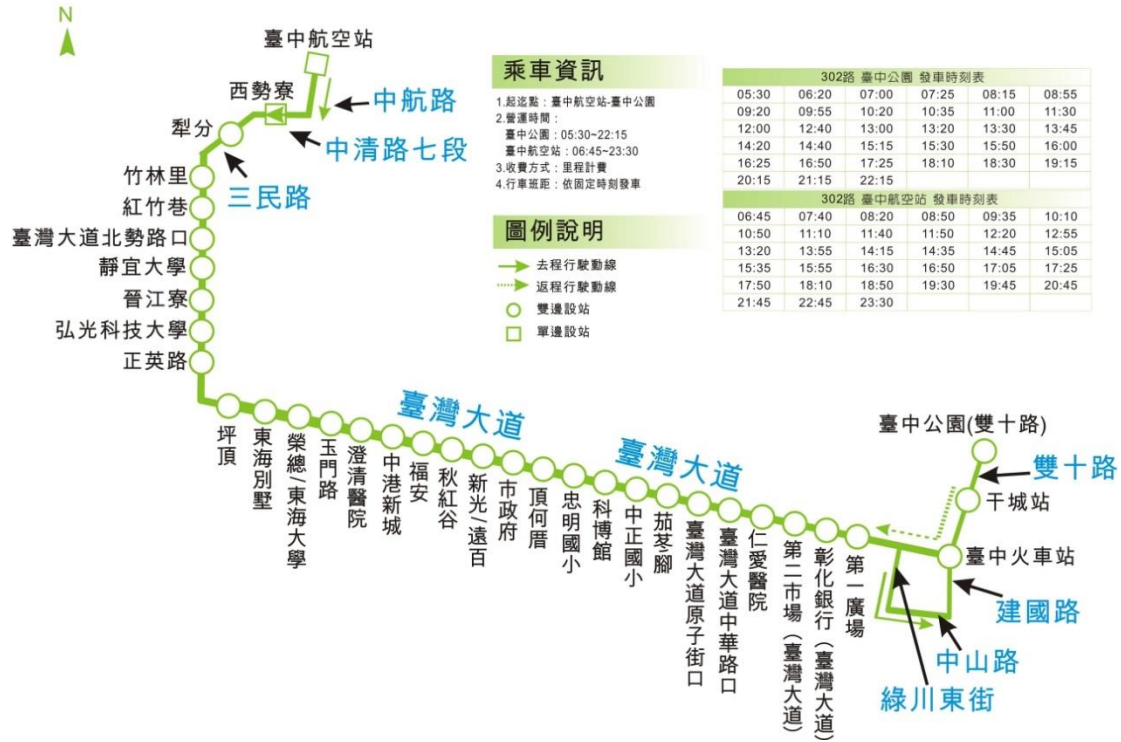 N
臺中航空站
西勢寮
中航路
犁分
中清路七段
三民路
竹林里
紅竹巷
臺灣大道北勢路口
靜宜大學
晉江寮
弘光科技大學
正英路
乘車資訊
1.起迄點：臺中航空站-臺中公園
2.營運時間：
臺中公園：05:30~22:15
臺中航空站：06:45~23:30
3.收費方式：里程計費
4.行車班距：依固定時刻發車
圖例說明
去程行駛動線
返程行駛動線
雙邊設站
單邊設站
302路 臺中公園 發車時刻表
05:30 06:20 07:00 07:25 08:15 08:55
09:20 09:55 10:20 10:35 11:00 11:30
12:00 12:40 13:00 13:20 13:30 13:45
14:20 14:40 15:15 15:30 15:50 16:00
16:25 16:50 17:25 18:10 18:30 19:15
20:15 21:15 22:15
302路 臺中航空站 發車時刻表
06:45 07:40 08:20 08:50 09:35 10:10
10:50 11:10 11:40 11:50 12:20 12:55
13:20 13:55 14:15 14:35 14:45 15:05
15:35 15:55 16:30 16:50 17:05 17:25
17:50 18:10 18:50 19:30 19:45 20:45
21:45 22:45 23:30
臺灣大道
臺灣大道
坪頂
東海別墅
榮總/東海大學
玉門路
澄清醫院
中港新城
福安
秋紅谷
新光/遠百
市政府
頂何厝
忠明國小
科博館
中正國小
茄苳腳
臺灣大道原子街口
臺灣大道中華路口
仁愛醫院
第二市場（臺灣大道）
彰化銀行（臺灣大道）
第一廣場
臺中公園(雙十路)
雙十路
干城站
臺中火車站
建國路
中山路
綠川東街